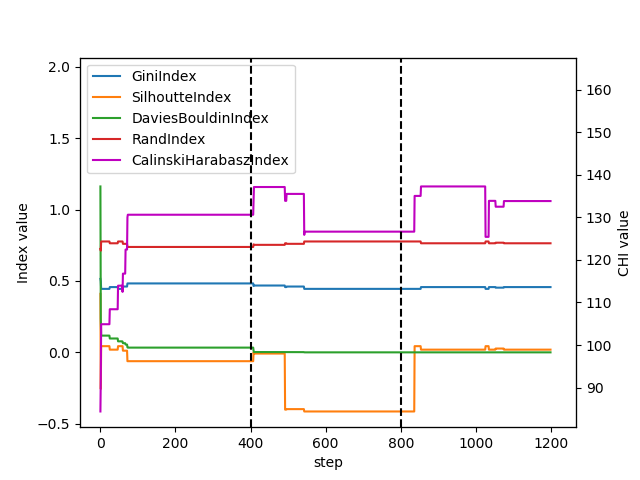 GiniIndex
SilhoutteIndex
DaviesBouldinIndex
RandIndex
CalinskiHarabaszIndex
2.0
1.5
1.0
0.5
0.0
−0.5
Index value
160
150
140
130
120
110
100
90
CHI value
0 200 400 600 800 1000 1200
step